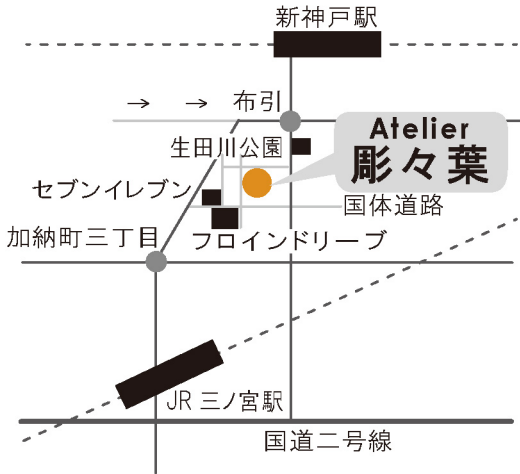 新神戸駅
→ → 布引
Atelier
彫々葉
生田川公園
セブンイレブン
国体道路
加納町三丁目
フロインドリーブ
JR 三ノ宮駅
国道二号線